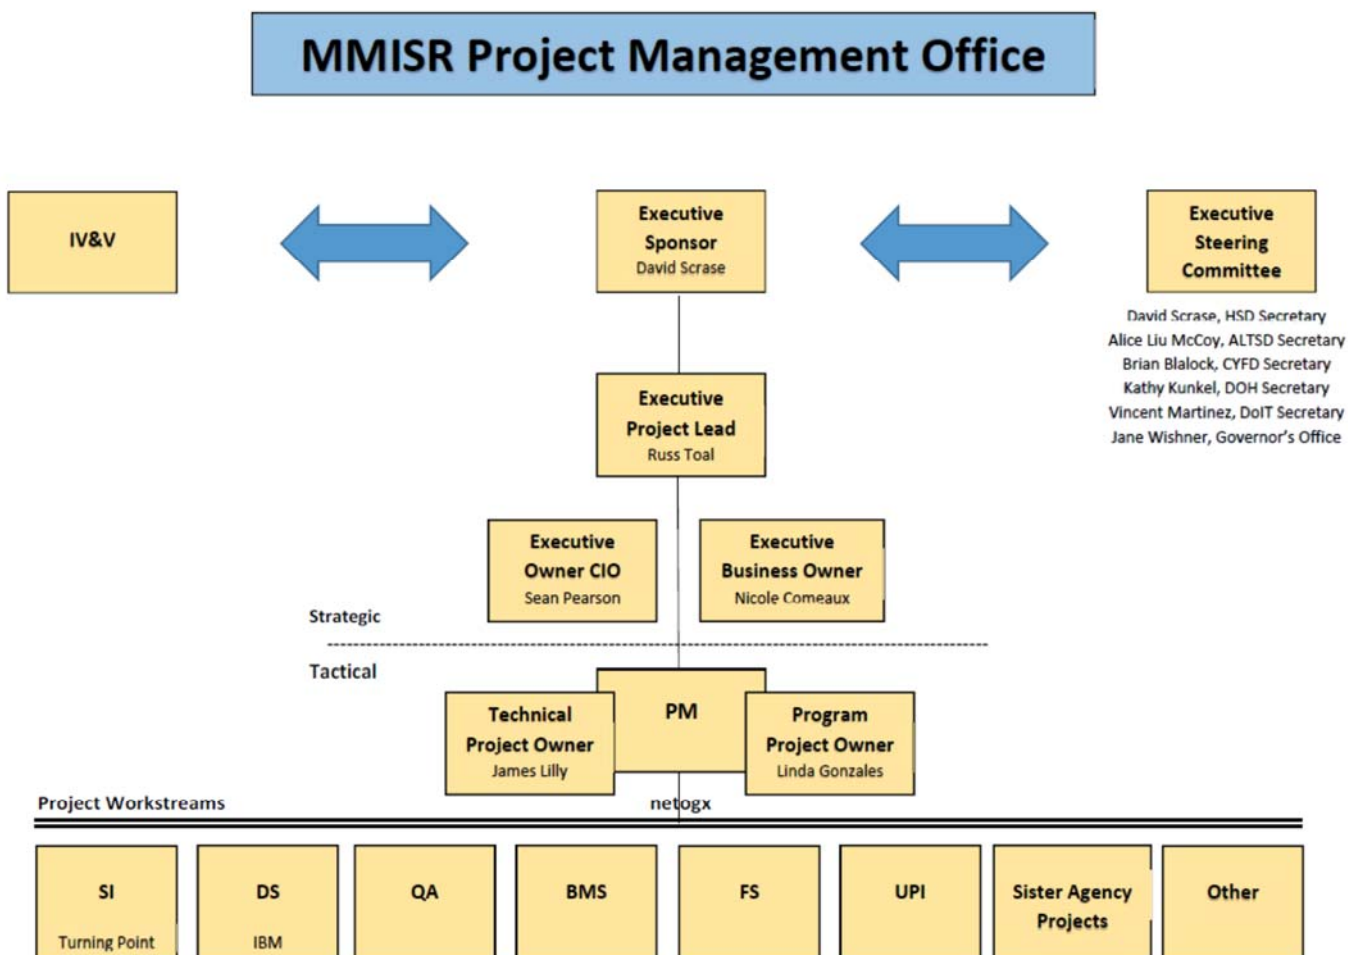 MMISR Project Management Office
IV&V
Executive
Sponsor
David Scrase
Executive
Steering
Committee
David Scrase, HSD Secretary
Alice Liu McCoy, ALTSD Secretary
Brian Blalock, CYFD Secretary
Kathy Kunkel, DOH Secretary
Vincent Martinez, DoIT Secretary
Jane Wishner, Governor's Office
Executive
Project Lead
Russ Toal
Executive
Owner CIO
Sean Pearson
Executive
Business Owner
Nicole Comeaux
Strategic
Tactical
Technical
Project Owner
James Lilly
PM
Program
Project Owner
Linda Gonzales
Project Workstreams
netogx
SI
Turning Point
DS
IBM
QA
BMS
FS
UPI
Sister Agency
Projects
Other